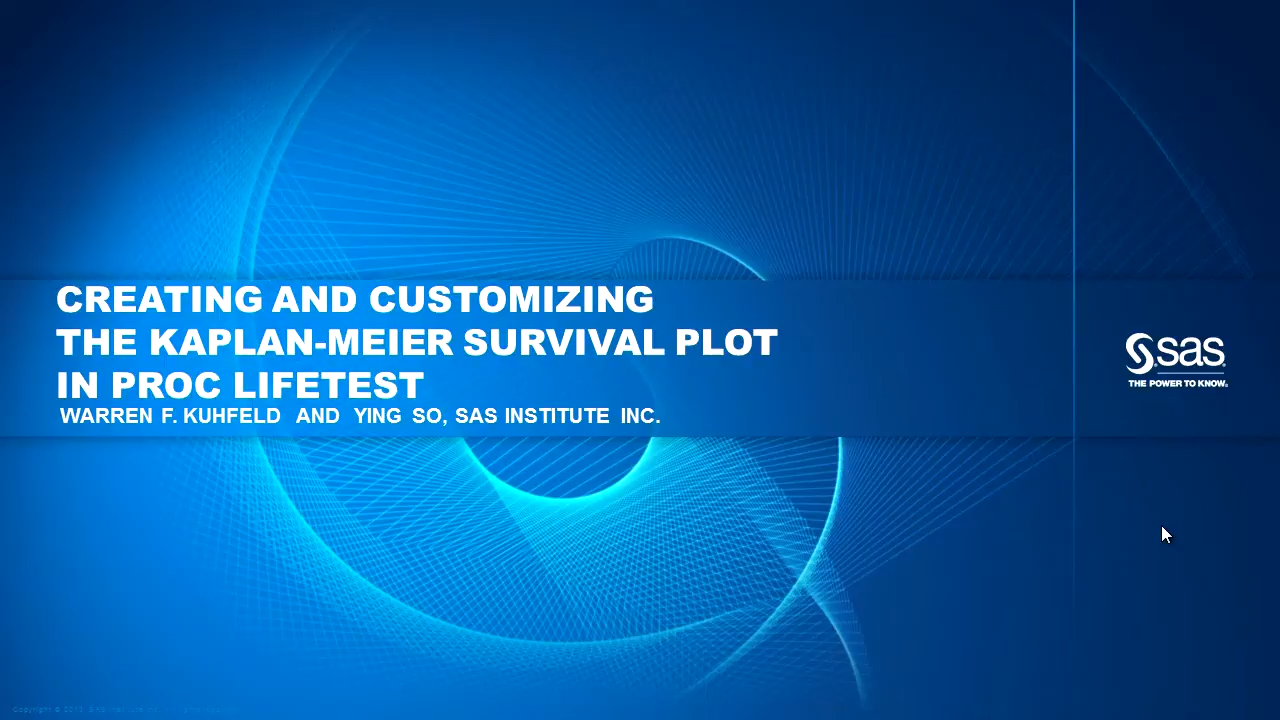 CREATING AND CUSTOMIZING
THE KAPLAN-MEIER SURVIVAL PLOT
IN PROC LIFETEST
WARREN F. KUHFELD AND YING SO, SAS INSTITUTE INC.
sas
THE POWER TO KNOW.